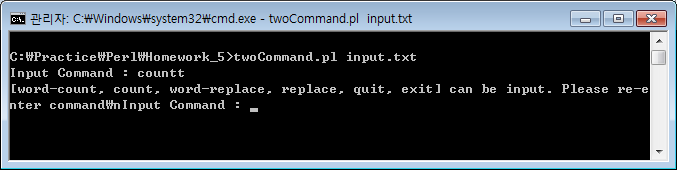 관리자: C:₩Windows₩system32₩cmd.exe - twoCommand.pl  input.txt
C:₩Practice₩Perl₩Homework_5>twoCommand.pl input.txt
Input Command : countt
[word-count, count, word-replace, replace, quit, exit] can be input. Please re-e
nter command₩nInput Command : _